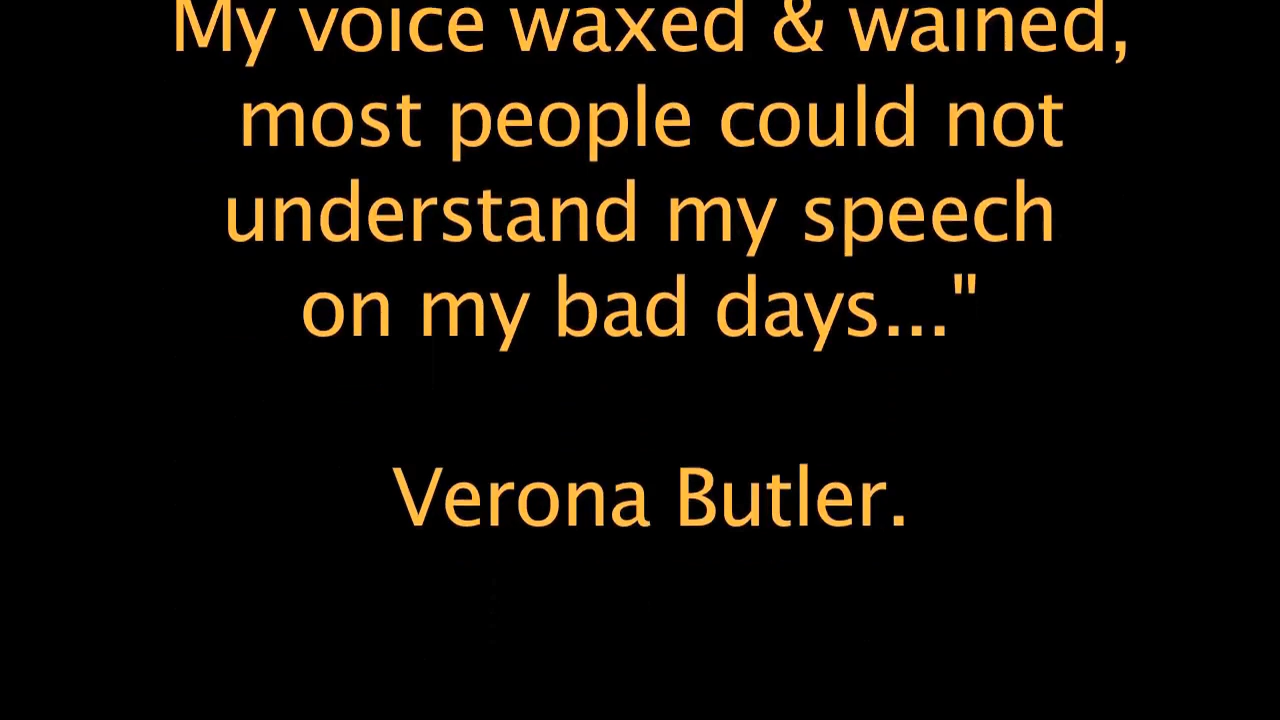 My voice waxed & wained,
most people could not
understand my speech
on my bad days..."
Verona Butler.